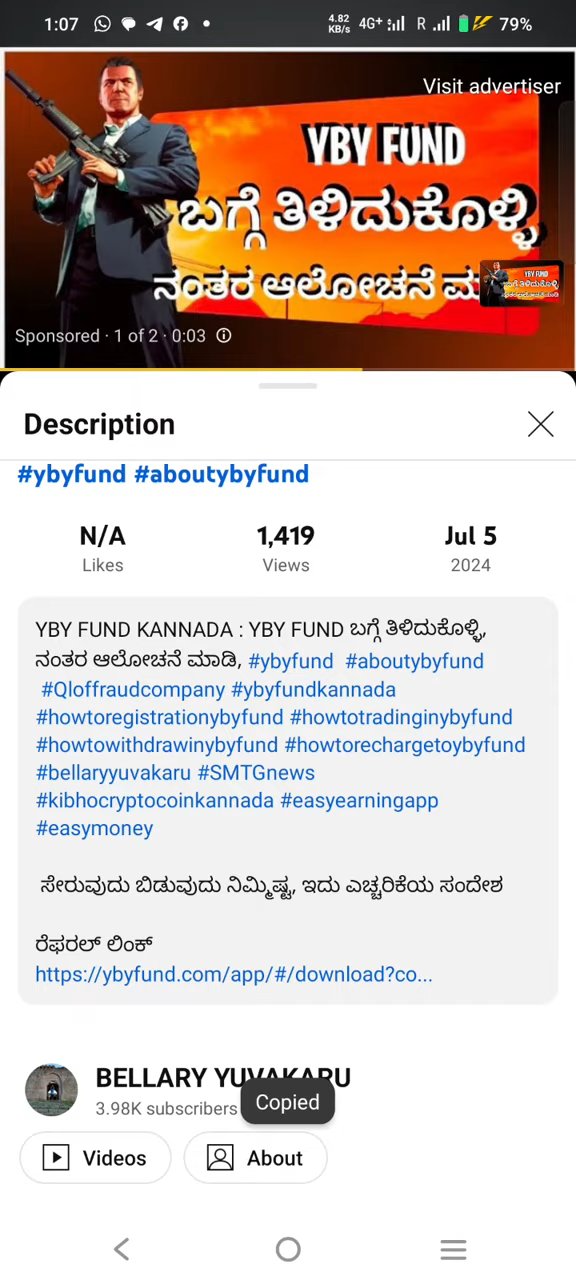 1:07
4.82
KB/s
4G+
R
79%
Visit advertiser
YBY FUND
ಬಗ್ಗೆ ತಿಳಿದುಕೊಳ್ಳಿ
ನಂತರ ಆಲೋಚನೆ ಮ
YBY FUND
Sponsored · 1 of 2 · 0:03
Description
#ybyfund #aboutybyfund
N/A 1,419 Jul 5
Likes Views 2024
YBY FUND KANNADA : YBY FUND ಬಗ್ಗೆ ತಿಳಿದುಕೊಳ್ಳಿ,
ನಂತರ ಆಲೋಚನೆ ಮಾಡಿ, #ybyfund #aboutybyfund
#Qloffraudcompany #ybyfundkannada
#howtoregistrationybyfund #howtotradinginybyfund
#howtowithdrawinybyfund #howtorechargetoybyfund
#bellaryyuvakaru #SMTGnews
#kibhocryptocoinkannada #easyearningapp
#easymoney
ಸೇರುವುದು ಬಿಡುವುದು ನಿಮ್ಮಿಷ್ಟ, ಇದು ಎಚ್ಚರಿಕೆಯ ಸಂದೇಶ
ರೆಫರಲ್ ಲಿಂಕ್
https://ybyfund.com/app/#/download?co...
BELLARY YUVAKARU
3.98K subscribers
Copied
Videos About